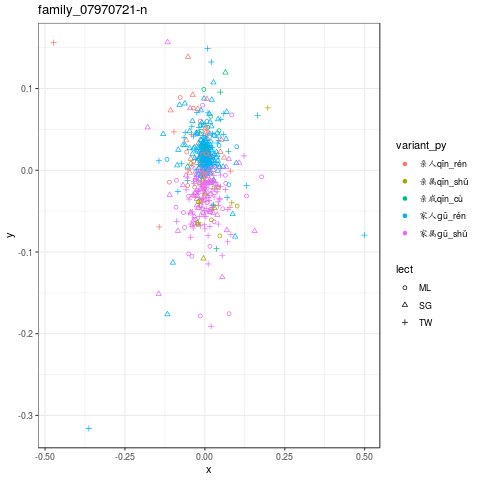 family_07970721-n
0.1
0.0
-0.1
-0.2
-0.3
y
-0.50
-0.25
0.00
0.25
0.50
x
variant_py
亲人qīn_rén
亲属qīn_shǔ
亲戚qīn_cù
家人gū_rén
家属gū_shǔ
lect
ML
SG
TW